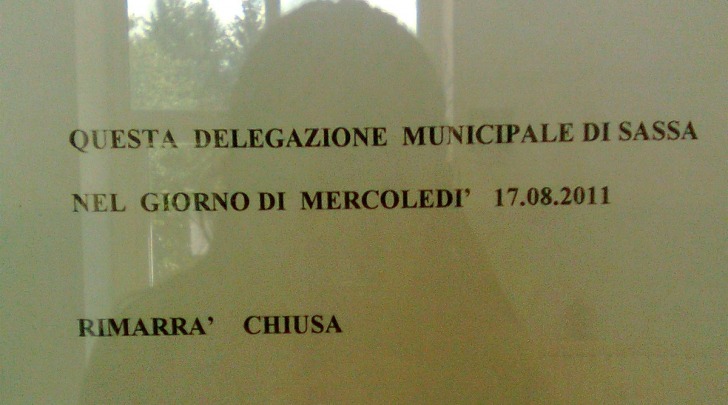 QUESTA DELEGAZIONE MUNICIPALE DI SASSA
NEL GIORNO DI MERCOLEDI' 17.08.2011
RIMARRA' CHIUSA